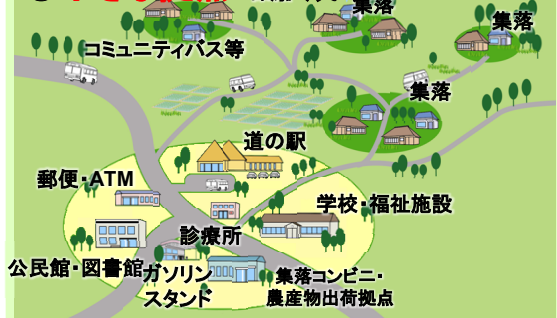 集落
集落
コミュニティバス等
集落
道の駅
郵便・ATM
学校・福祉施設
診療所
公民館・図書館
ガソリン
スタンド
集落コンビニ・
農産物出荷拠点